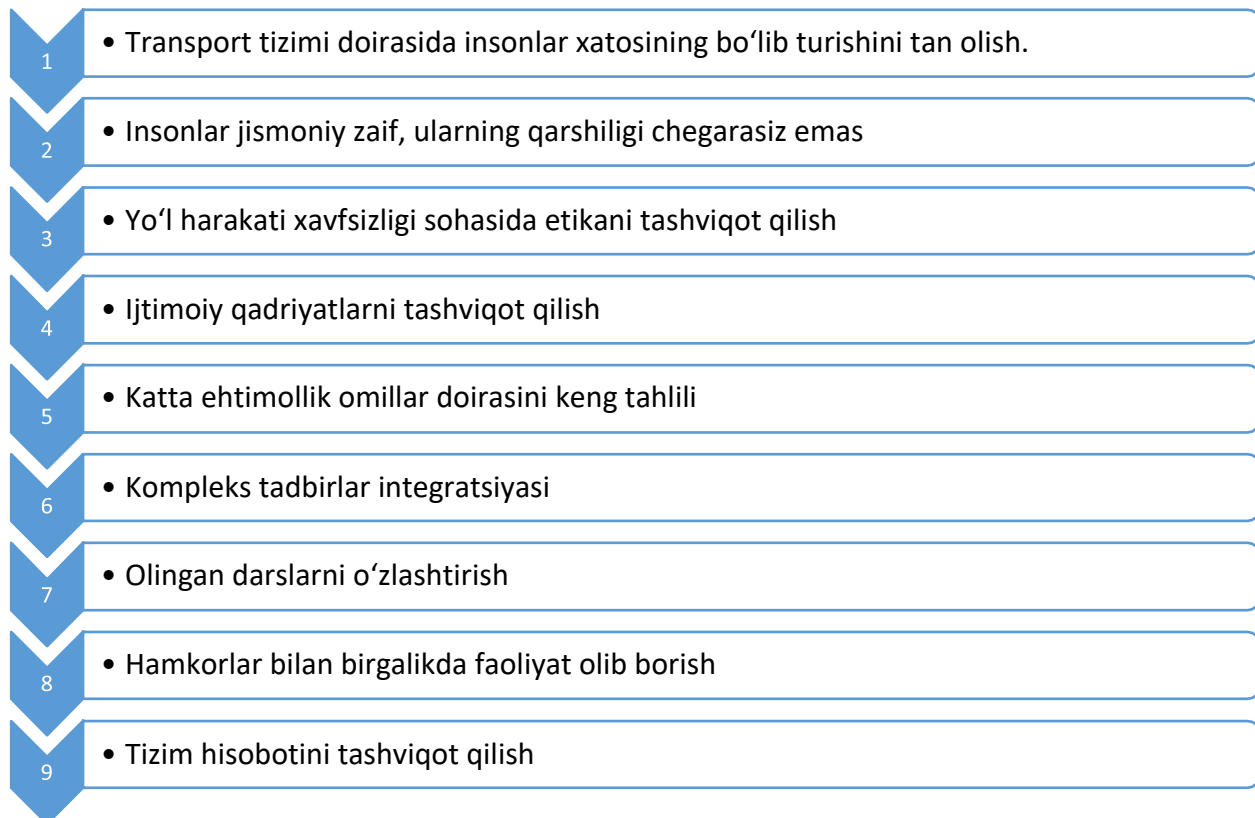 1
• Transport tizimi doirasida insonlar xatosining bo‘lib turishini tan olish.
2
• Insonlar jismoniy zaif, ularning qarshiligi chegarasiz emas
3
• Yo‘l harakati xavfsizligi sohasida etikani tashviqot qilish
4
• Ijtimoiy qadriyatlarni tashviqot qilish
5
• Katta ehtimollik omillar doirasini keng tahlili
6
• Kompleks tadbirlar integratsiyasi
7
• Olingan darslarni o‘zlashtirish
8
• Hamkorlar bilan birgalikda faoliyat olib borish
9
• Tizim hisobotini tashviqot qilish